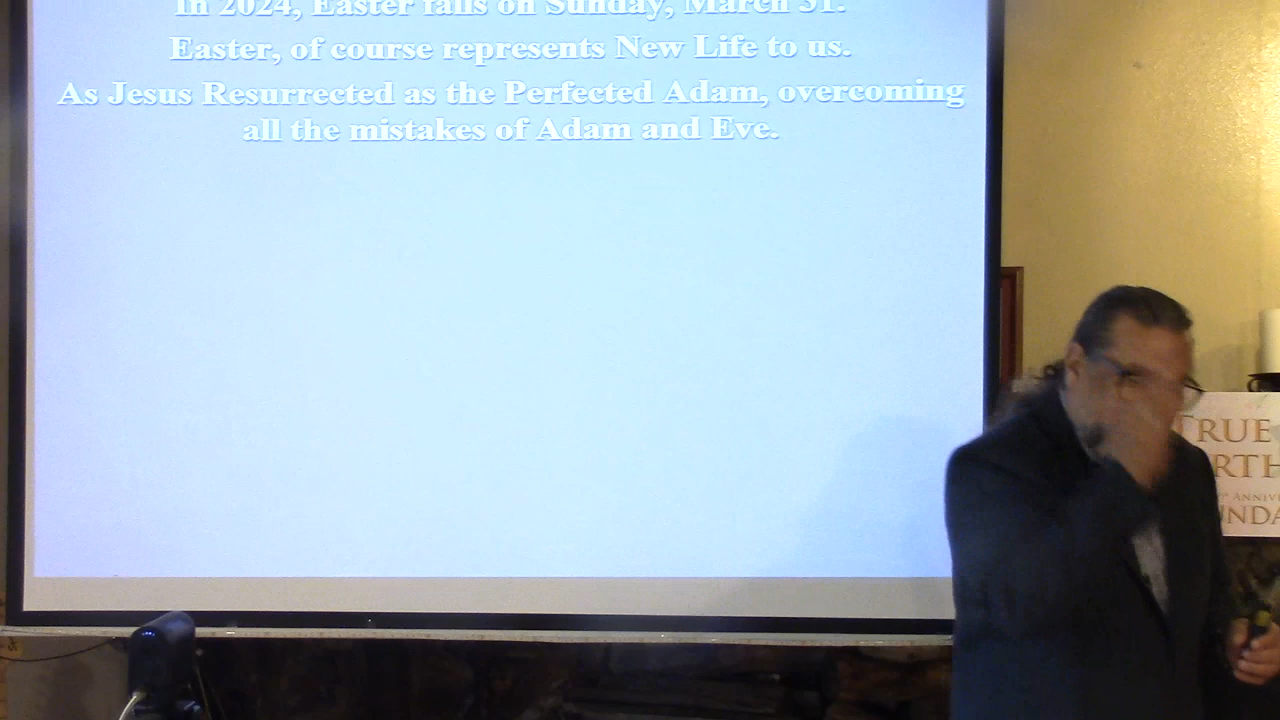 In 2024, Easter falls on Sunday, March 31.
Easter, of course represents New Life to us.
As Jesus Resurrected as the Perfected Adam, overcoming
all the mistakes of Adam and Eve.
TRUE